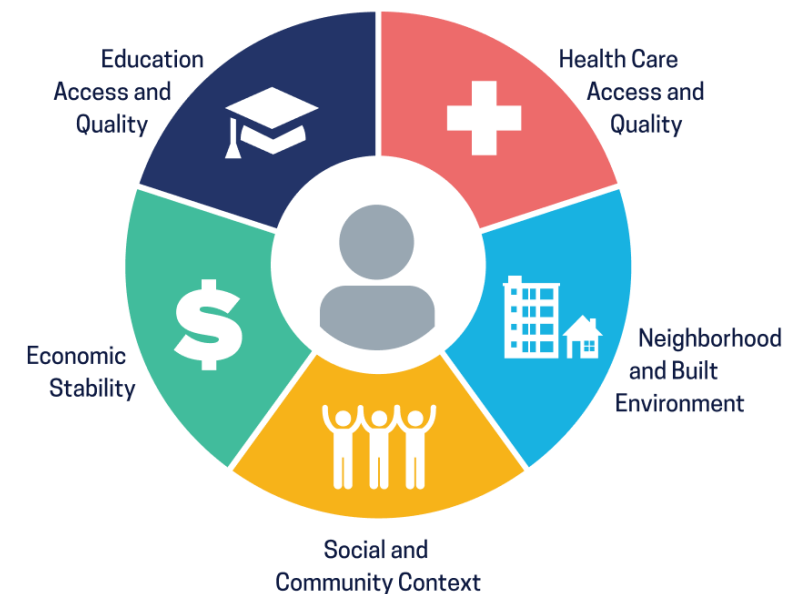 Education
Access and
Quality
Health Care
Access and
Quality
Economic
Stability
Neighborhood
and Built
Environment
Social and
Community Context